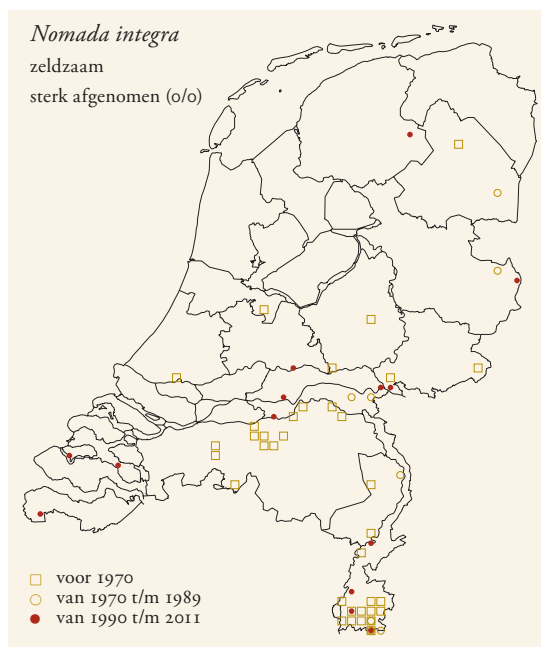 Nomada integra
zeldzaam
sterk afgenomen (0/0)
voor 1970
van 1970 t/m 1989
van 1990 t/m 2011